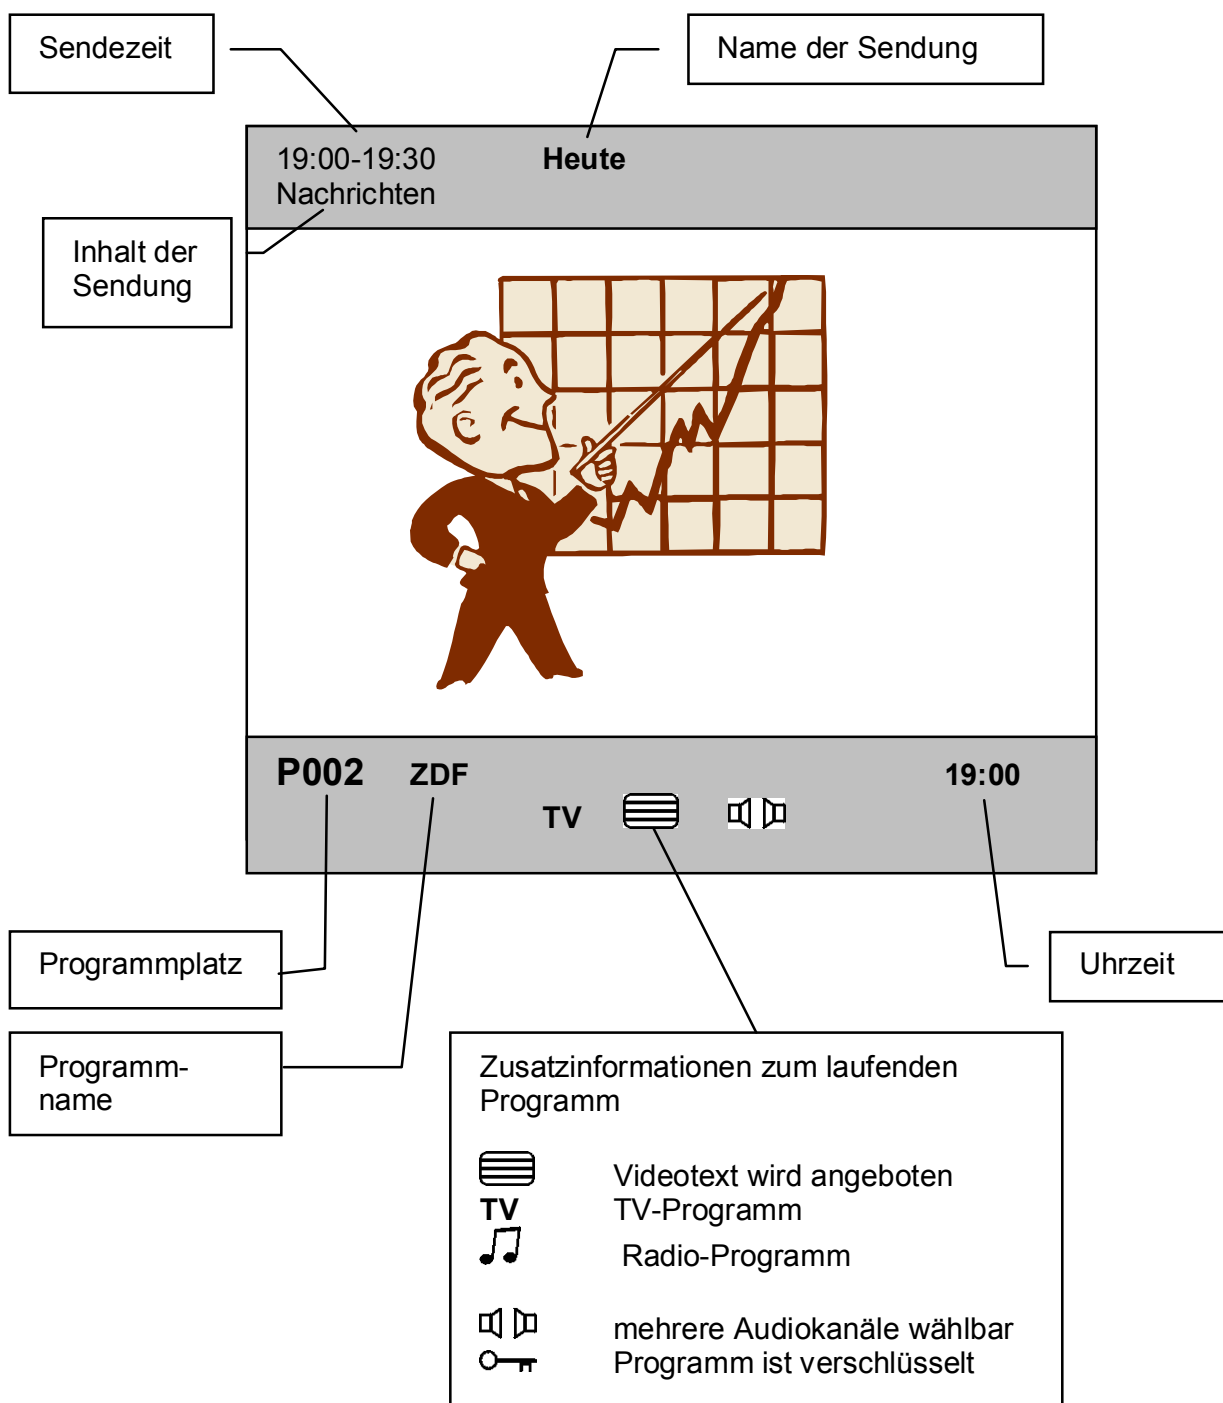 Sendezeit
Name der Sendung
19:00-19:30 Heute
Nachrichten
Inhalt der
Sendung
P002 ZDF 19:00
TV
Programmplatz
Uhrzeit
Programm-
name
Zusatzinformationen zum laufenden
Programm
Videotext wird angeboten
TV TV-Programm
Radio-Programm
mehrere Audiokanäle wählbar
Programm ist verschlüsselt